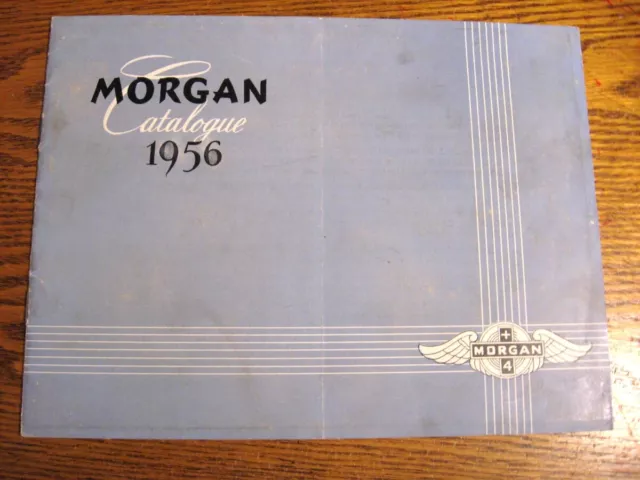 MORGAN
Catalogue
1956
+
MORGAN
4